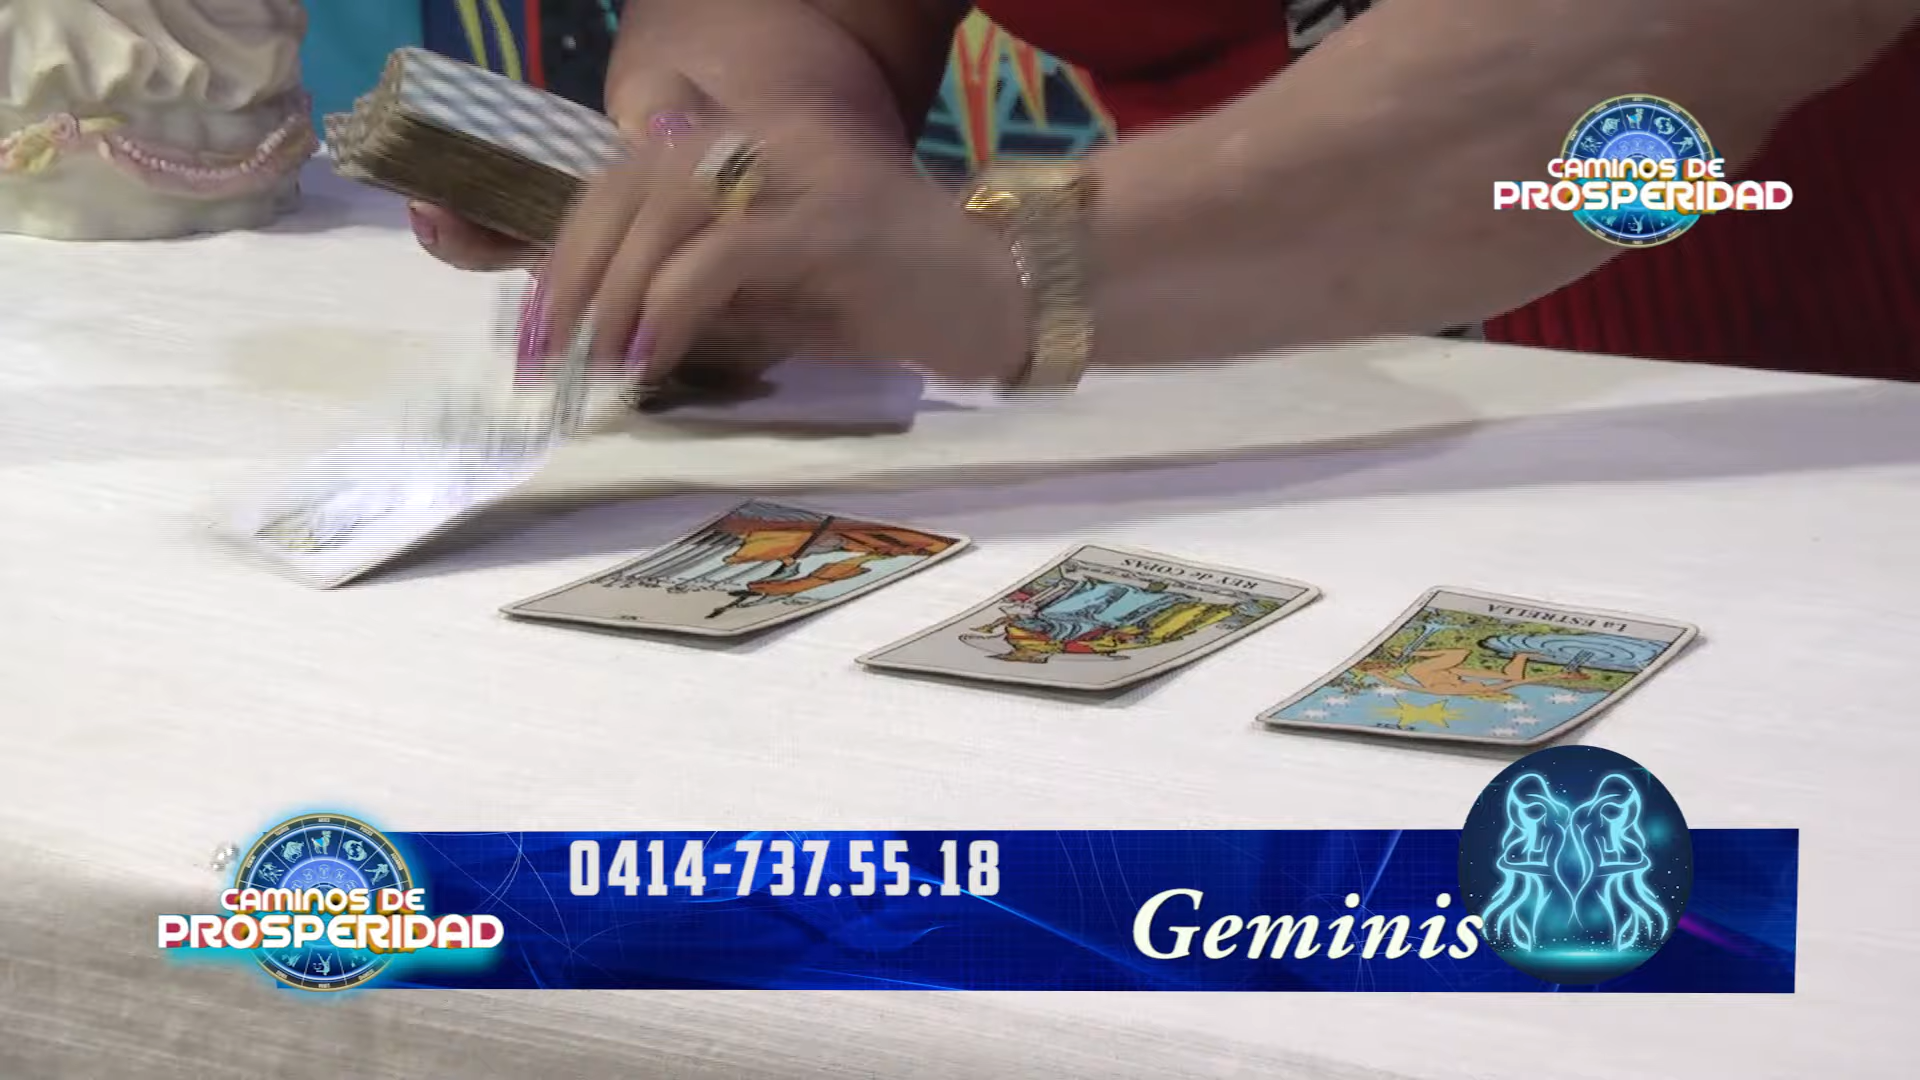 CAMINOS DE
PROSPERIDAD
REY de COPAS
La ESTRELLA
0414-737.55.18
Geminis
CAMINOS DE
PROSPERIDAD